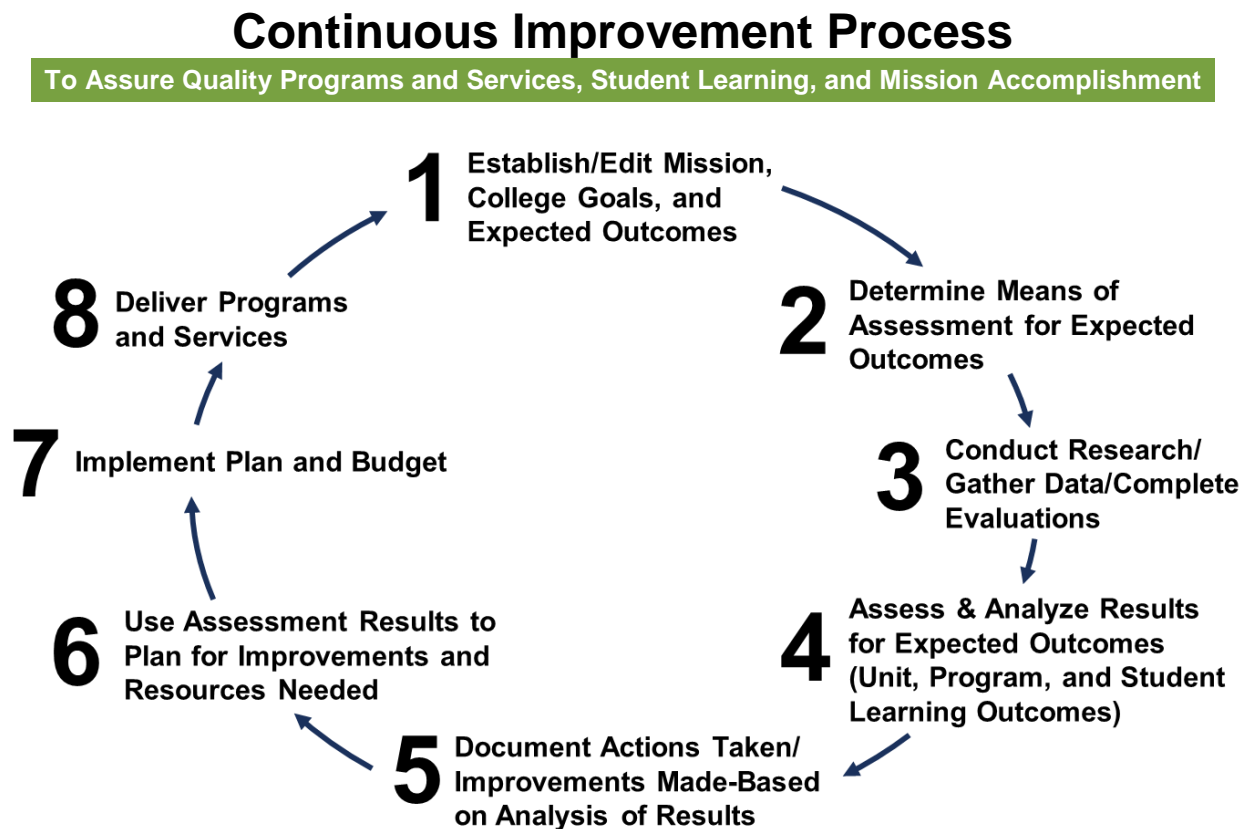 Continuous Improvement Process
To Assure Quality Programs and Services, Student Learning, and Mission Accomplishment
1
Establish/Edit Mission,
College Goals, and
Expected Outcomes
2
Determine Means of
Assessment for Expected
Outcomes
3
Conduct Research/
Gather Data/Complete
Evaluations
4
Assess & Analyze Results
for Expected Outcomes
(Unit, Program, and Student
Learning Outcomes)
5
Document Actions Taken/
Improvements Made-Based
on Analysis of Results
6
Use Assessment Results to
Plan for Improvements and
Resources Needed
7
Implement Plan and Budget
8
Deliver Programs
and Services